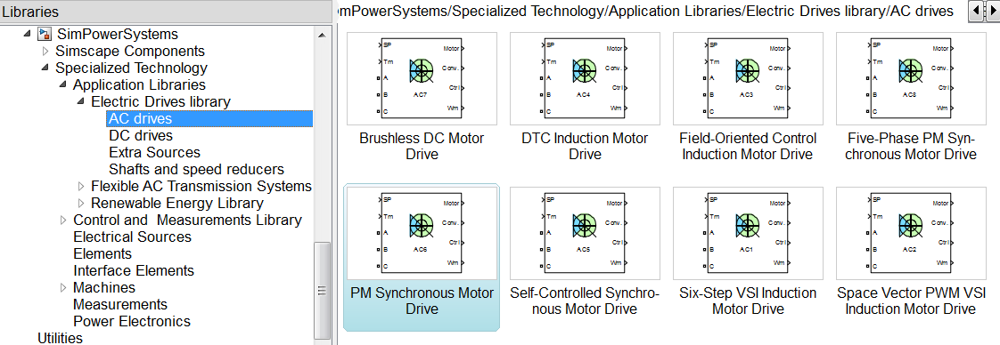 Libraries
SimPowerSystems
Simscape Components
Specialized Technology
Application Libraries
Electric Drives library
AC drives
DC drives
Extra Sources
Shafts and speed reducers
Flexible AC Transmission Systems
Renewable Energy Library
Control and  Measurements Library
Electrical Sources
Elements
Interface Elements
Machines
Measurements
Power Electronics
Utilities
imPowerSystems/Specialized Technology/Application Libraries/Electric Drives library/AC drives
SP
Tm
A
B
C
Motor
Conv.
Ctrl
Wm
AC7
Brushless DC Motor
Drive
SP
Tm
A
B
C
Motor
Conv.
Ctrl
Wm
AC4
DTC Induction Motor
Drive
SP
Tm
A
B
C
Motor
Conv.
Ctrl
Wm
AC3
Field-Oriented Control
Induction Motor Drive
SP
Tm
A
B
C
Motor
Conv.
Ctrl
Wm
AC8
Five-Phase PM Syn-
chronous Motor Drive
SP
Tm
A
B
C
Motor
Conv.
Ctrl
Wm
AC6
PM Synchronous Motor
Drive
SP
Tm
A
B
C
Motor
Conv.
Ctrl
Wm
AC5
Self-Controlled Synchro-
nous Motor Drive
SP
Tm
A
B
C
Motor
Conv.
Ctrl
Wm
AC1
Six-Step VSI Induction
Motor Drive
SP
Tm
A
B
C
Motor
Conv.
Ctrl
Wm
AC2
Space Vector PWM VSI
Induction Motor Drive